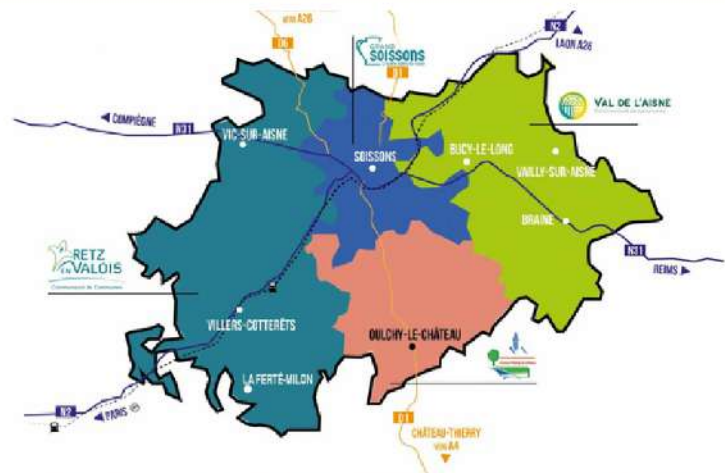 VERS A26
D6
GRAND
SOISSONS
D1
N2
LAON A26
COMPIÈGNE
N31
VIC-SUR-AISNE
SOISSONS
BUCY-LE-LONG
VAL DE L'AISNE
VAILLY-SUR-AISNE
BRAINE
N31
REIMS
RETZ
EN VALOIS
Communauté de Communes
VILLERS-COTTERÊTS
OULCHY-LE-CHÂTEAU
LA FERTÉ-MILON
N2
PARIS
D1
CHÂTEAU-THIERRY
VERS A4